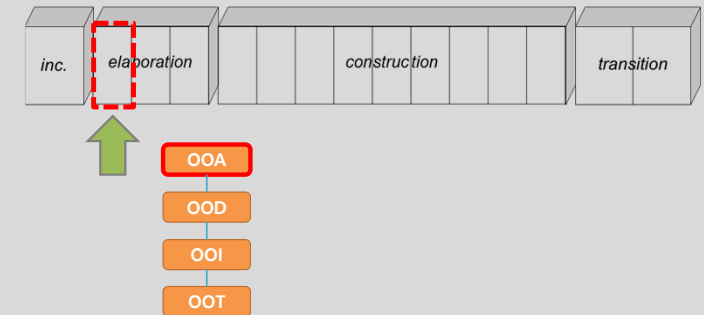 inc. elaboration construction transition
OOA
OOD
OOI
OOT